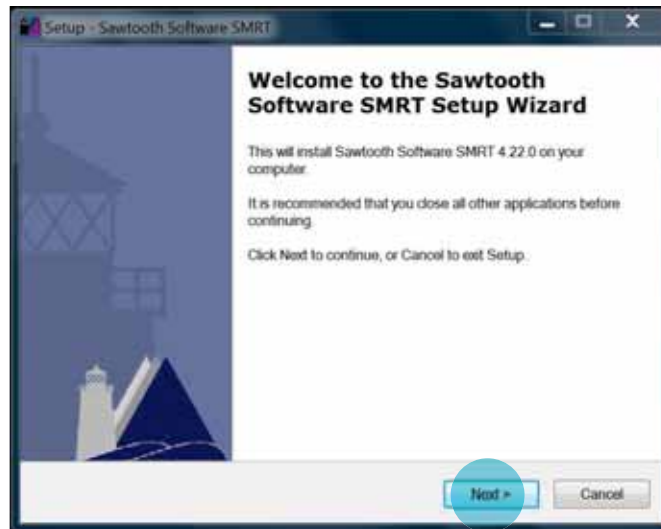 Setup - Sawtooth Software SMRT
Welcome to the Sawtooth
Software SMRT Setup Wizard
This will install Sawtooth Software SMRT 4.22.0 on your
computer.
It is recommended that you close all other applications before
continuing.
Click Next to continue, or Cancel to exit Setup.
Next >
Cancel